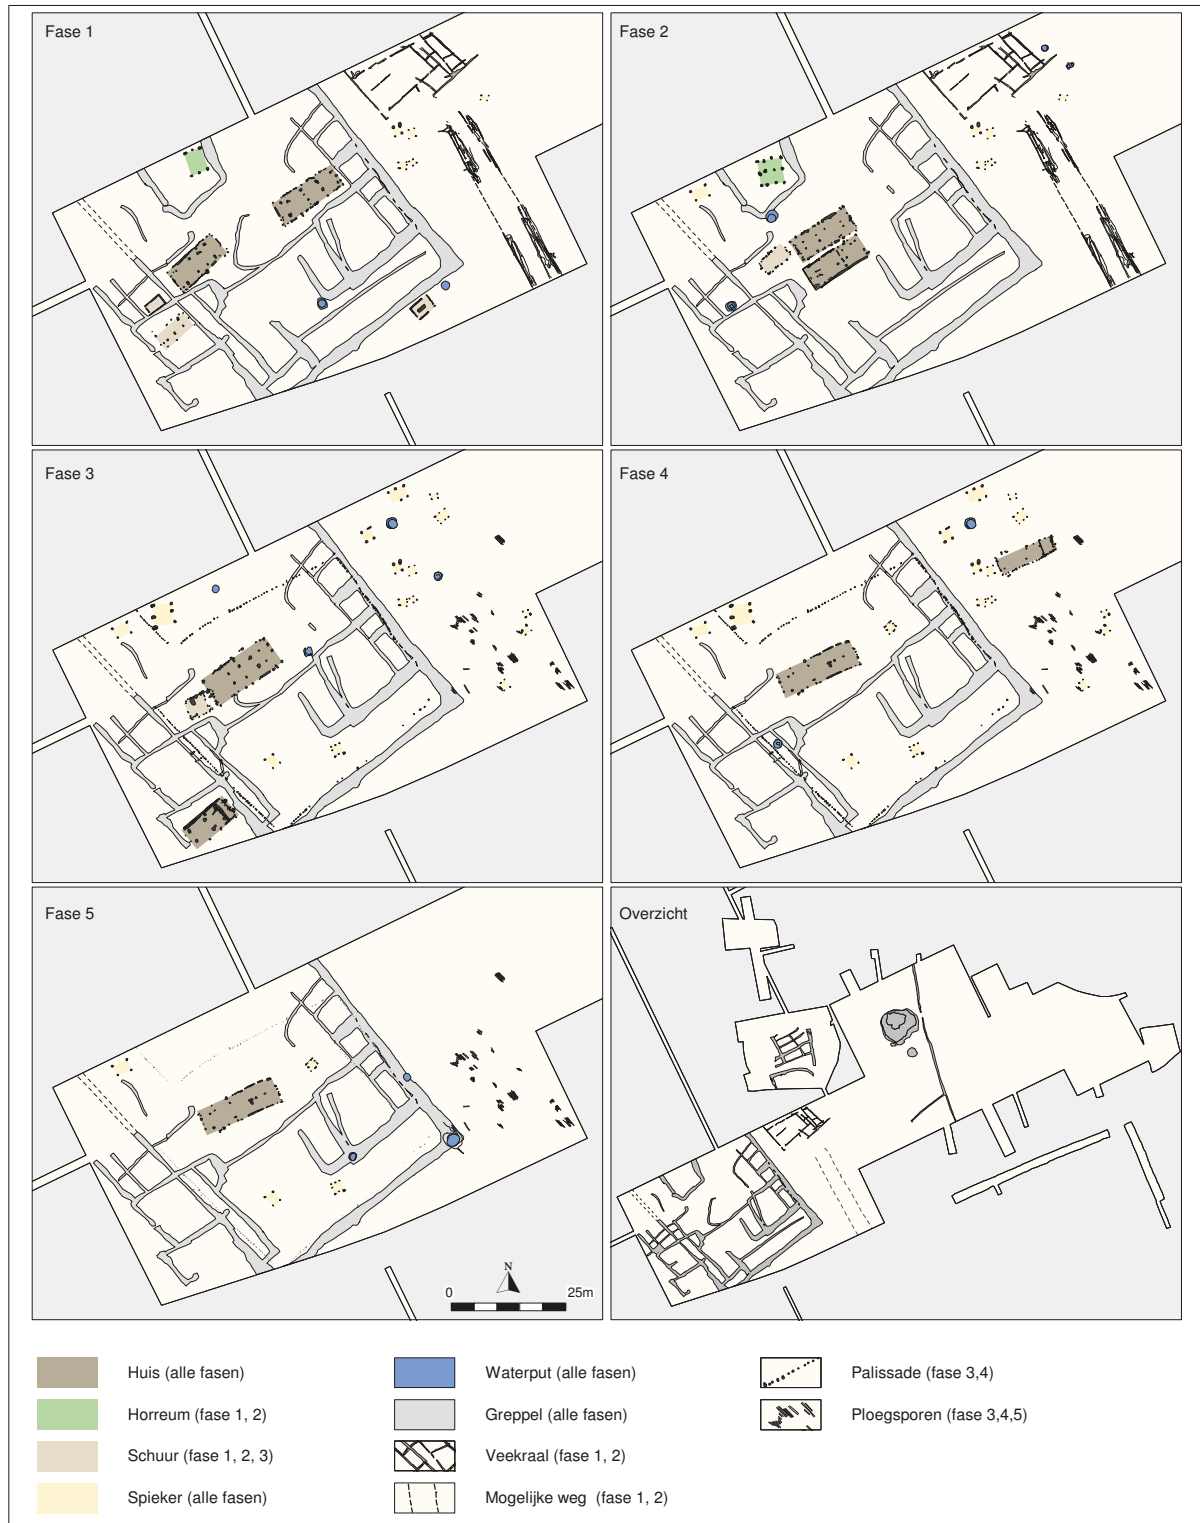 Fase 1
Fase 2
Fase 3
Fase 4
Fase 5
Overzicht
N
0 25m
Huis (alle fasen)
Horreum (fase 1, 2)
Schuur (fase 1, 2, 3)
Spieker (alle fasen)
Waterput (alle fasen)
Greppel (alle fasen)
Veekraal (fase 1, 2)
Mogelijke weg (fase 1, 2)
Palissade (fase 3,4)
Ploegsporen (fase 3,4,5)